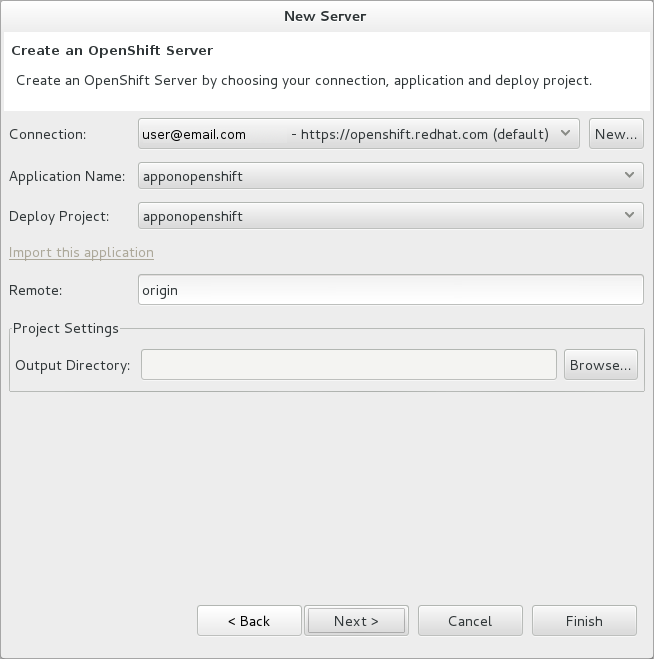 New Server
Create an OpenShift Server
Create an OpenShift Server by choosing your connection, application and deploy project.
Connection: user@email.com - https://openshift.redhat.com (default) New...
Application Name: apponopenshift
Deploy Project: apponopenshift
Import this application
Remote: origin
Project Settings
Output Directory: Browse...
< Back Next > Cancel Finish